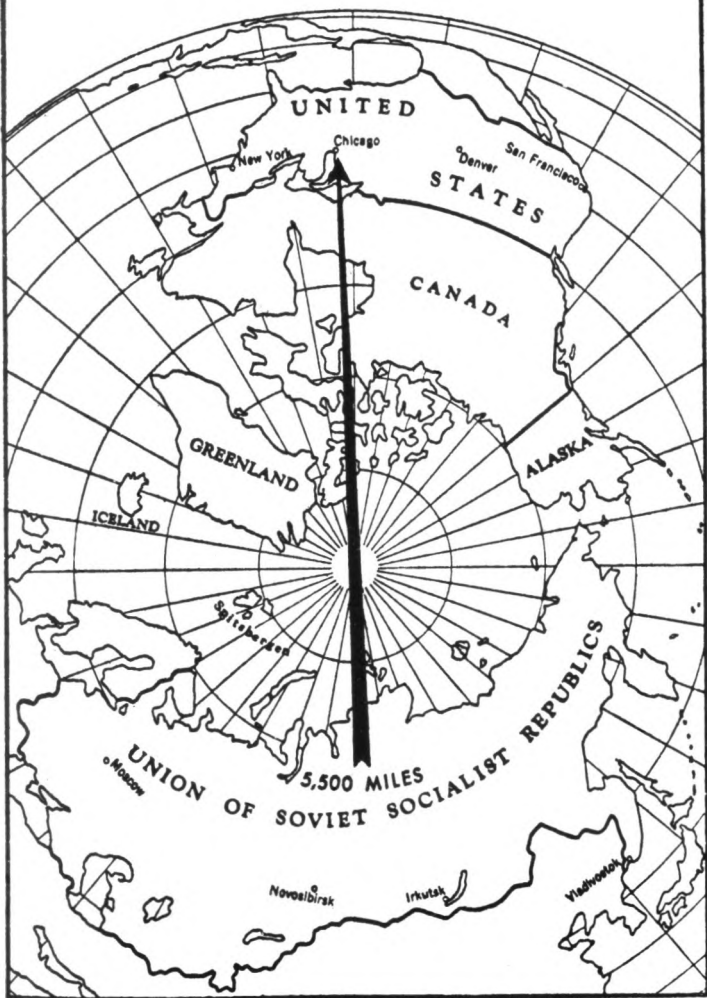 UNITED
Chicago
New York
Denver
San Francisco
STATES
CANADA
GREENLAND
ALASKA
ICELAND
Spitsbergen
5,500 MILES
UNION OF SOVIET SOCIALIST REPUBLICS
Moscow
Novosibirsk
Irkutsk
Vladivostok